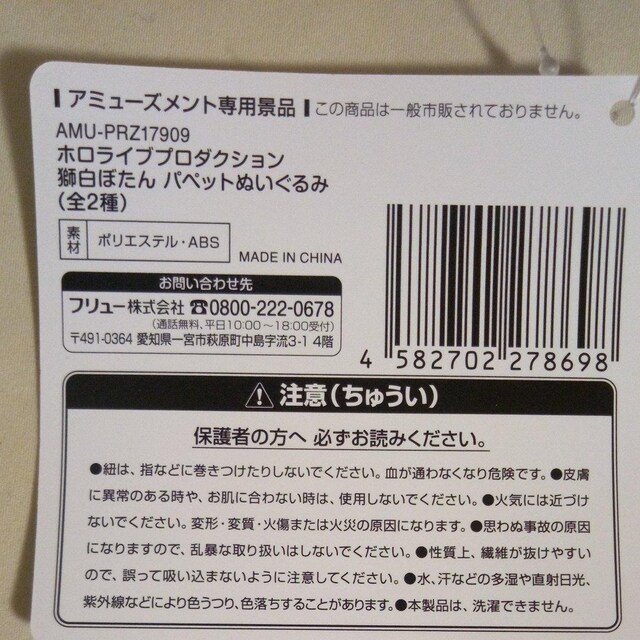 アミューズメント専用景品 この商品は一般市販されておりません。
AMU-PRZ17909
ホロライブプロダクション
獅白ぼたん パペットぬいぐるみ
(全2種)
素材 ポリエステル・ABS
MADE IN CHINA
お問い合わせ先
フリュー株式会社 ☎0800-222-0678
(通話無料、平日10:00~18:00受付)
〒491-0364 愛知県一宮市萩原町中島字流3-1 4階
4 582702 278698
⚠ 注意(ちゅうい)
保護者の方へ 必ずお読みください。
●紐は、指などに巻きつけたりしないでください。血が通わなくなり危険です。●皮膚
に異常のある時や、お肌に合わない時は、使用しないでください。●火気には近づけ
ないでください。変形・変質・火傷または火災の原因になります。●思わぬ事故の原因
になりますので、乱暴な取り扱いはしないでください。●性質上、繊維が抜けやすい
ので、誤って吸い込まないように注意してください。●水、汗などの多湿や直射日光、
紫外線などにより色うつり、色落ちすることがあります。●本製品は、洗濯できません。